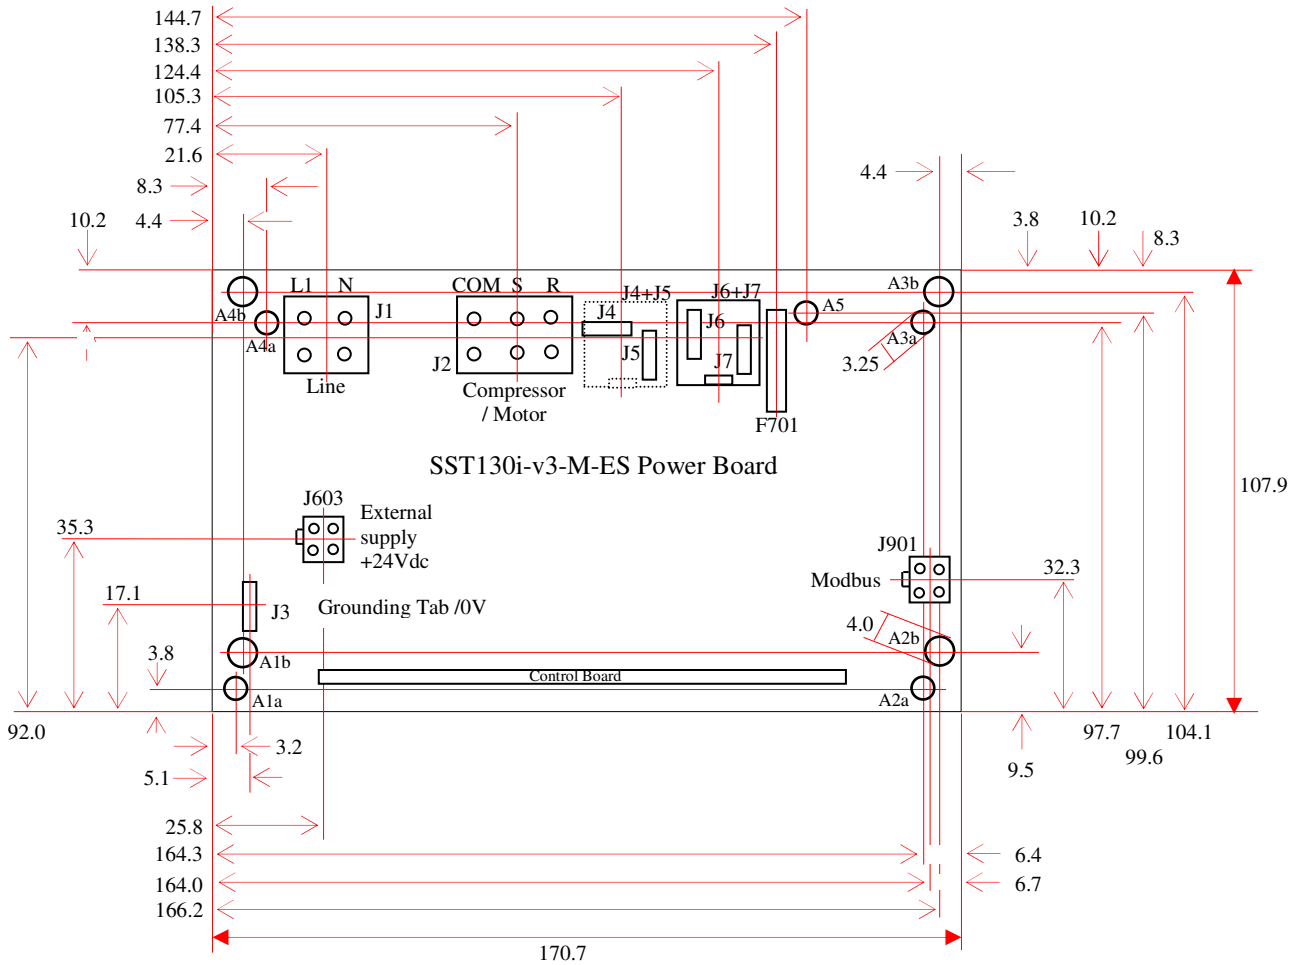 144.7
138.3
124.4
105.3
77.4
21.6
8.3
4.4
4.4
10.2
3.8
10.2
8.3
L1 N
COM S R
J4+J5
J6+J7
A3b
A4b
J1
J4
J6
A5
A4a
A3a
J2
J5
J7
3.25
Line
Compressor
/ Motor
F701
SST130i-v3-M-ES Power Board
107.9
J603
External
supply
+24Vdc
35.3
J901
Modbus
32.3
17.1
J3
Grounding Tab /0V
4.0
A2b
3.8
A1b
Control Board
A1a
A2a
92.0
97.7
104.1
99.6
3.2
9.5
5.1
25.8
164.3
6.4
164.0
6.7
166.2
170.7